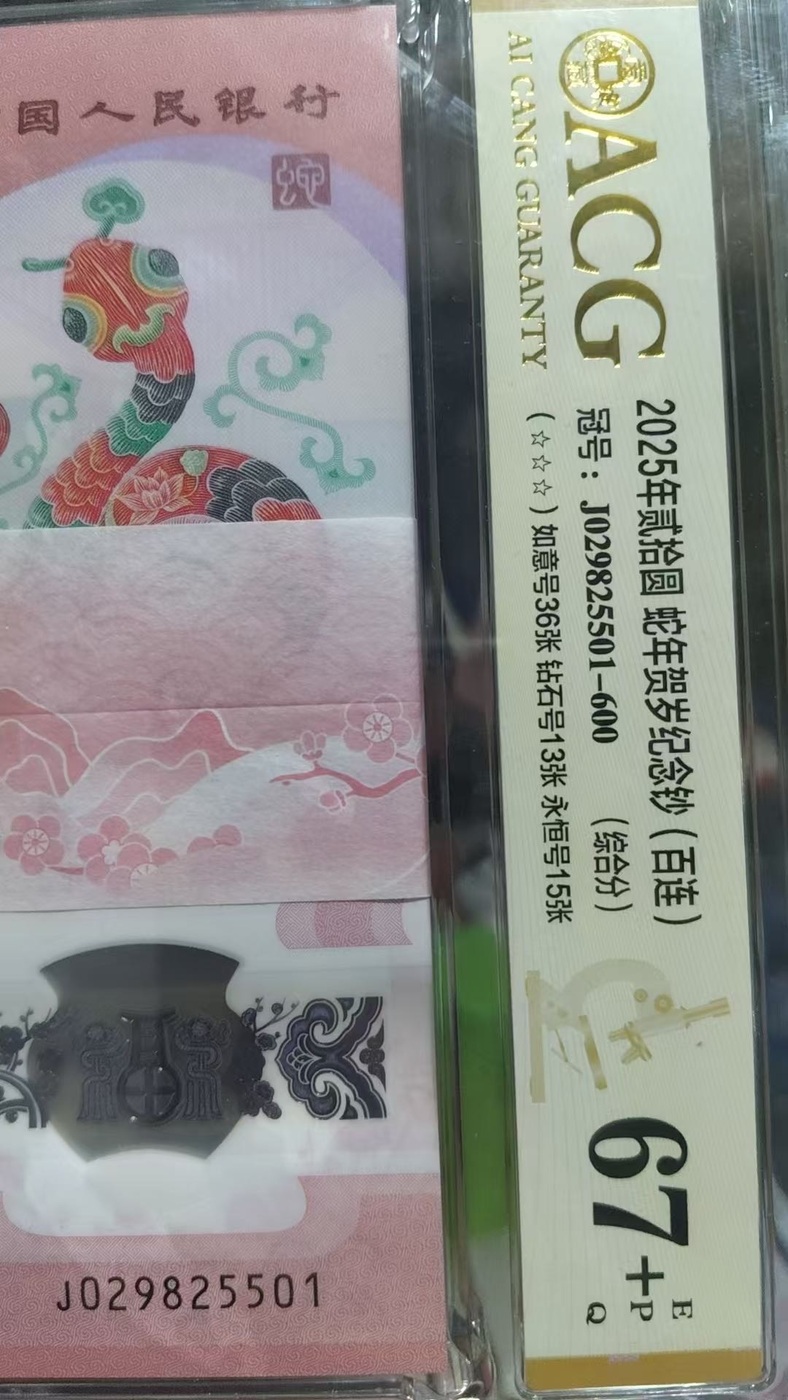 国人民银行
J029825501
ACG
AI CANG GUARANTY
2025年贰拾圆 蛇年贺岁纪念钞（百连）
冠号：J029825501-600 （综合分）
（☆☆☆）如意号36张 钻石号13张 永恒号15张
67+
E
P
Q